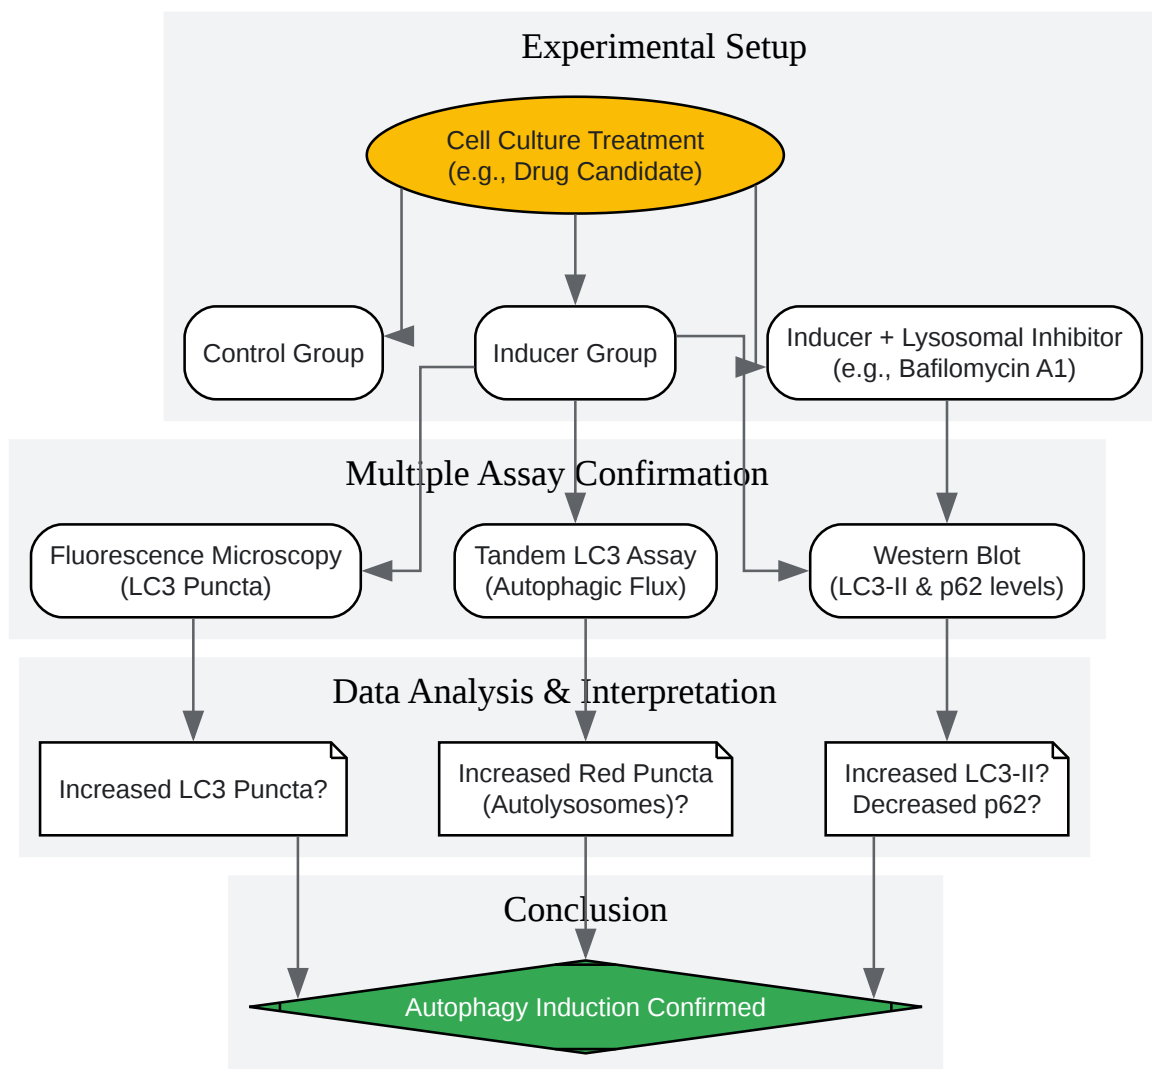 Experimental Setup
Cell Culture Treatment
(e.g., Drug Candidate)
Control Group
Inducer Group
Inducer + Lysosomal Inhibitor
(e.g., Bafilomycin A1)
Multiple Assay Confirmation
Fluorescence Microscopy
(LC3 Puncta)
Tandem LC3 Assay
(Autophagic Flux)
Western Blot
(LC3-II & p62 levels)
Data Analysis & Interpretation
Increased LC3 Puncta?
Increased Red Puncta
(Autolysosomes)?
Increased LC3-II?
Decreased p62?
Conclusion
Autophagy Induction Confirmed